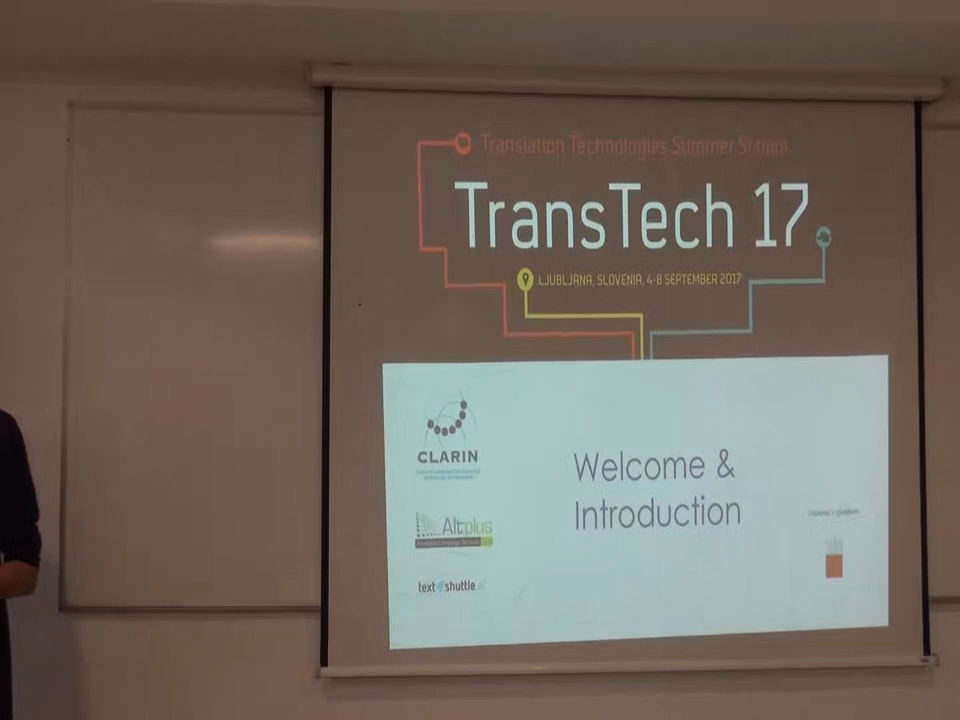 Translation Technologies Summer School
TransTech 17
LJUBLJANA, SLOVENIA, 4-8 SEPTEMBER 2017
CLARIN
Altplus
text shuttle
Welcome &
Introduction